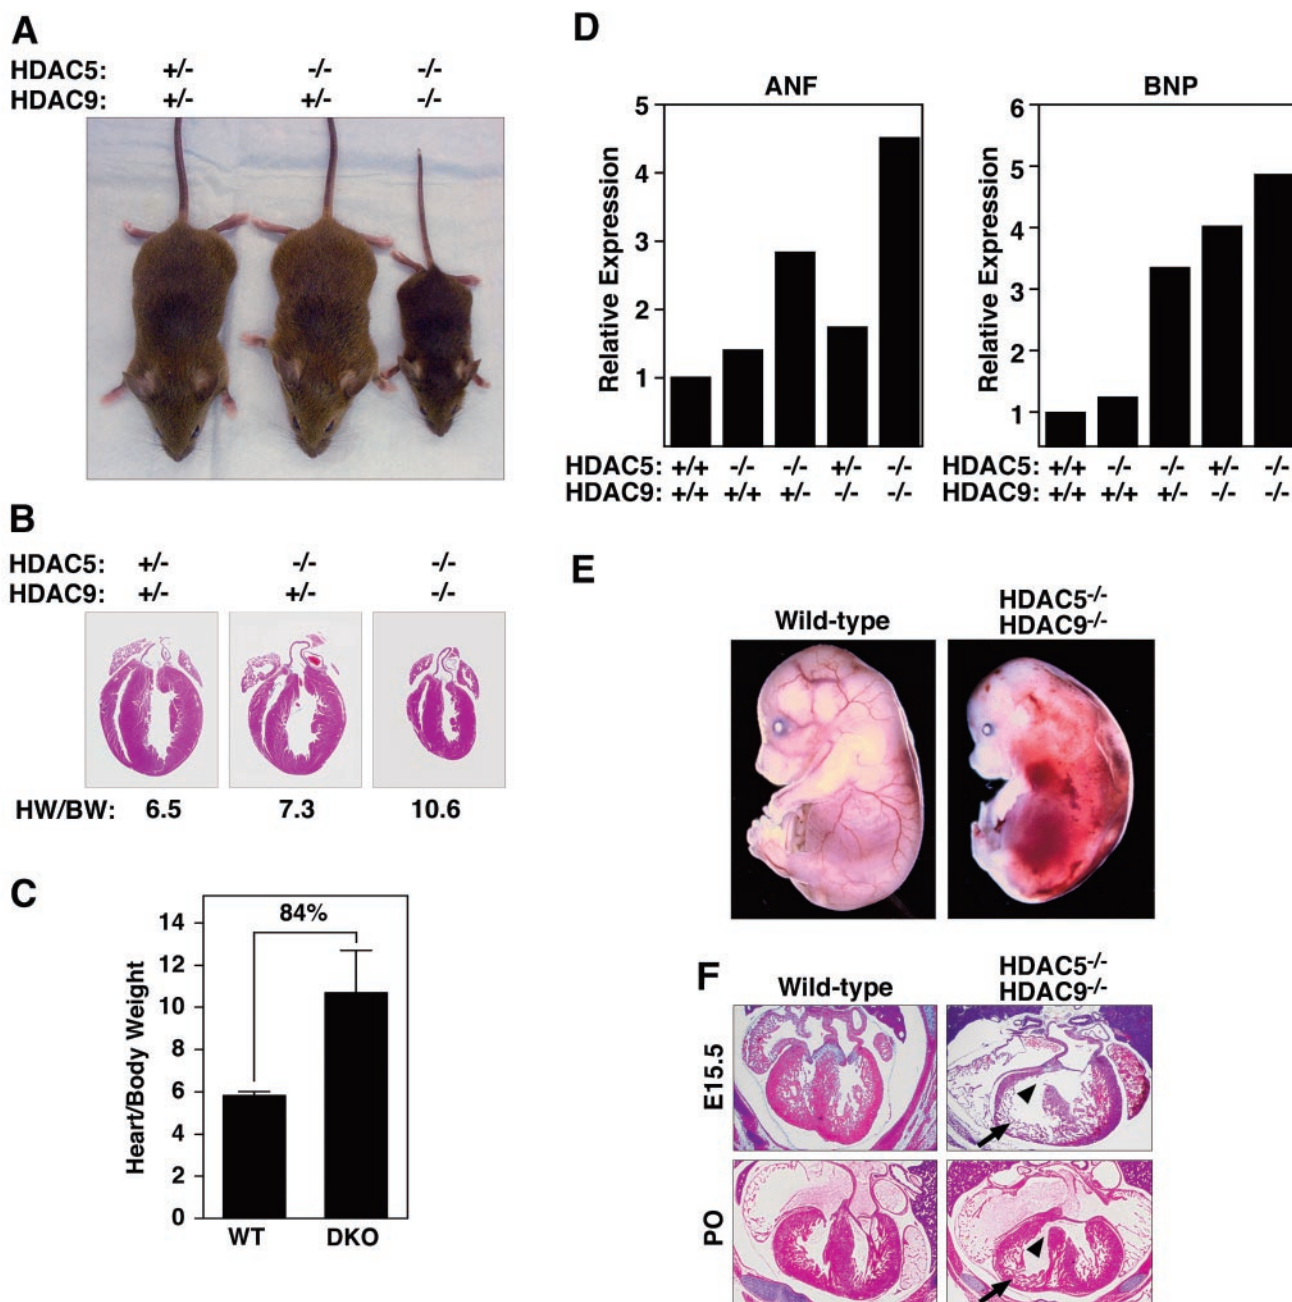 A
HDAC5: +/- -/- -/-
HDAC9: +/- +/- -/-
B
HDAC5: +/- -/- -/-
HDAC9: +/- +/- -/-
HW/BW: 6.5 7.3 10.6
C
84%
Heart/Body Weight
14
12
10
8
6
4
2
0
WT DKO
D
ANF
Relative Expression
5
4
3
2
1
HDAC5: +/+ -/- -/- +/- -/-
HDAC9: +/+ +/+ +/- -/- -/-
BNP
Relative Expression
6
5
4
3
2
1
HDAC5: +/+ -/- -/- +/- -/-
HDAC9: +/+ +/+ +/- -/- -/-
E
Wild-type
HDAC5-/-
HDAC9-/-
F
Wild-type
HDAC5-/-
HDAC9-/-
E15.5
PO